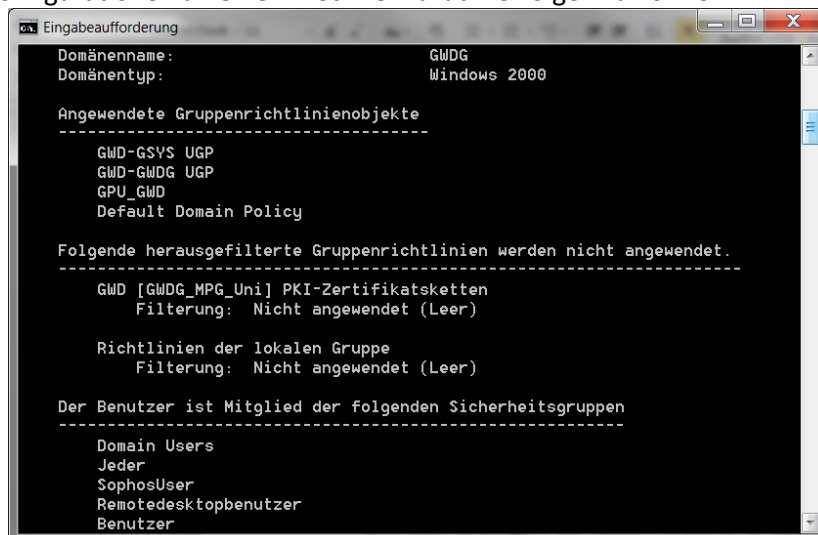 Eingabeaufforderung
Domänenname: GWDG
Domänentyp: Windows 2000
Angewendete Gruppenrichtlinienobjekte
-------------------------------------
GWD-GSYS UGP
GWD-GWDG UGP
GPU_GWD
Default Domain Policy
Folgende herausgefilterte Gruppenrichtlinien werden nicht angewendet.
----------------------------------------------------------------------
GWD [GWDG_MPG_Uni] PKI-Zertifikatsketten
Filterung: Nicht angewendet (Leer)
Richtlinien der lokalen Gruppe
Filterung: Nicht angewendet (Leer)
Der Benutzer ist Mitglied der folgenden Sicherheitsgruppen
----------------------------------------------------------
Domain Users
Jeder
SophosUser
Remotedesktopbenutzer
Benutzer